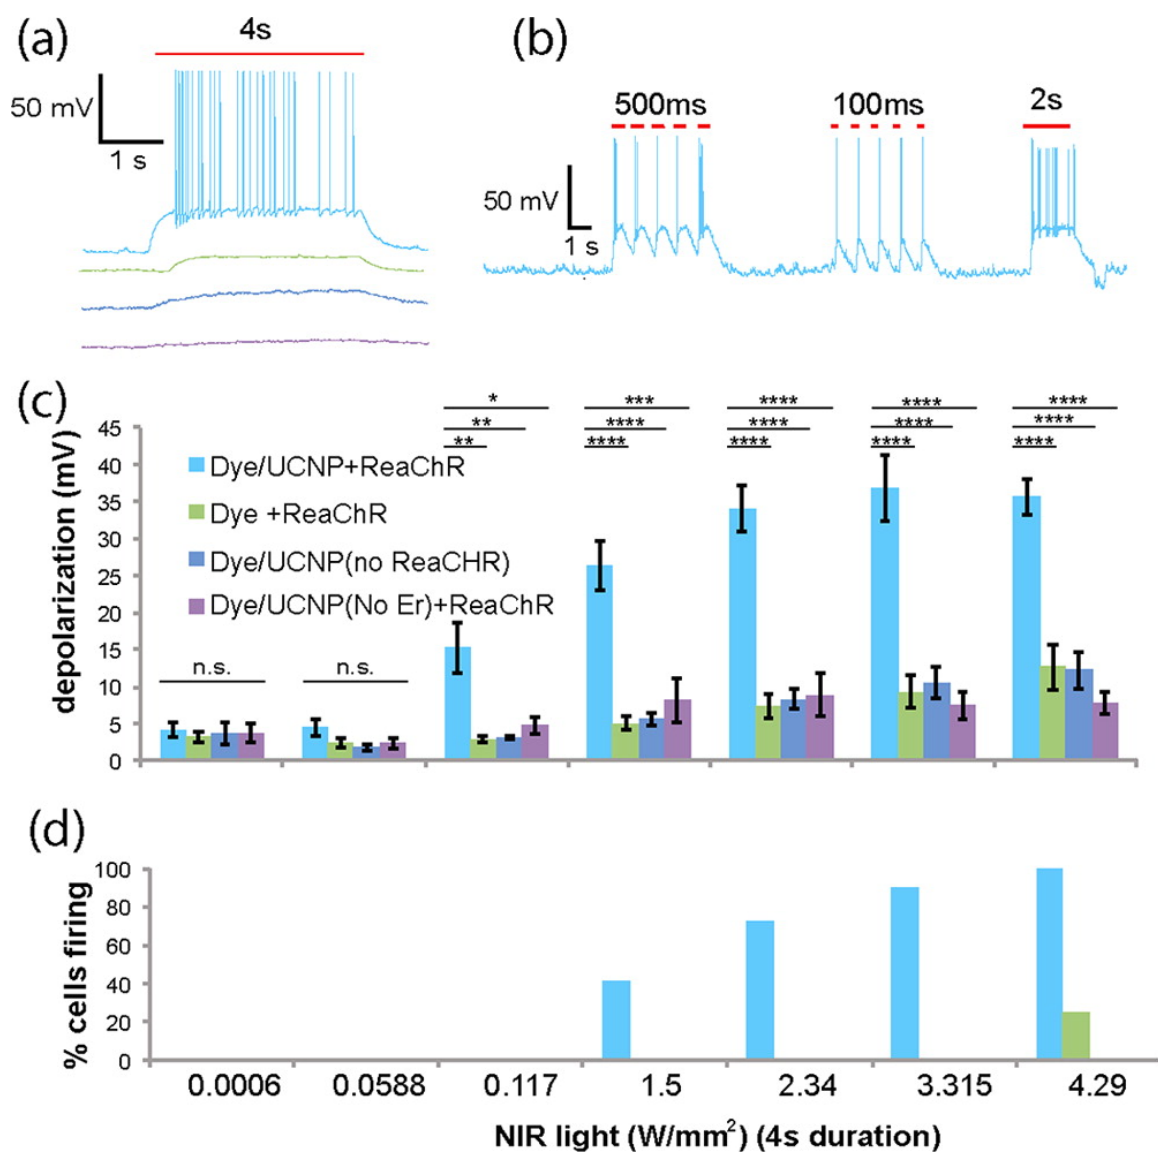 (a)
4s
50 mV
1 s
(b)
500ms
100ms
2s
50 mV
1 s
(c)
depolarization (mV)
45
40
35
30
25
20
15
10
5
0
Dye/UCNP+ReaChR
Dye +ReaChR
Dye/UCNP(no ReaCHR)
Dye/UCNP(No Er)+ReaChR
n.s.
n.s.
*
**
**
***
****
****
****
****
****
****
****
****
****
****
****
(d)
% cells firing
100
80
60
40
20
0
0.0006
0.0588
0.117
1.5
2.34
3.315
4.29
NIR light (W/mm²) (4s duration)